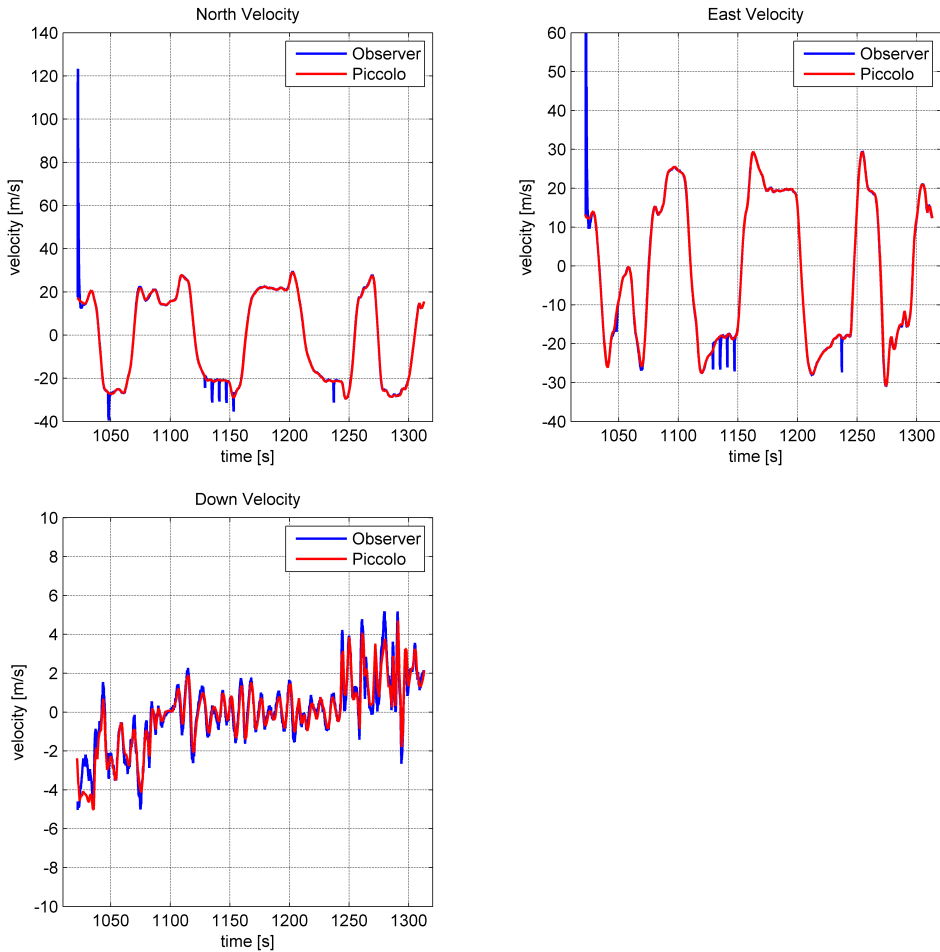 North Velocity
140
120
100
80
60
40
20
0
-20
-40
velocity [m/s]
Observer
Piccolo
1050 1100 1150 1200 1250 1300
time [s]
East Velocity
60
50
40
30
20
10
0
-10
-20
-30
-40
velocity [m/s]
Observer
Piccolo
1050 1100 1150 1200 1250 1300
time [s]
Down Velocity
10
8
6
4
2
0
-2
-4
-6
-8
-10
velocity [m/s]
Observer
Piccolo
1050 1100 1150 1200 1250 1300
time [s]